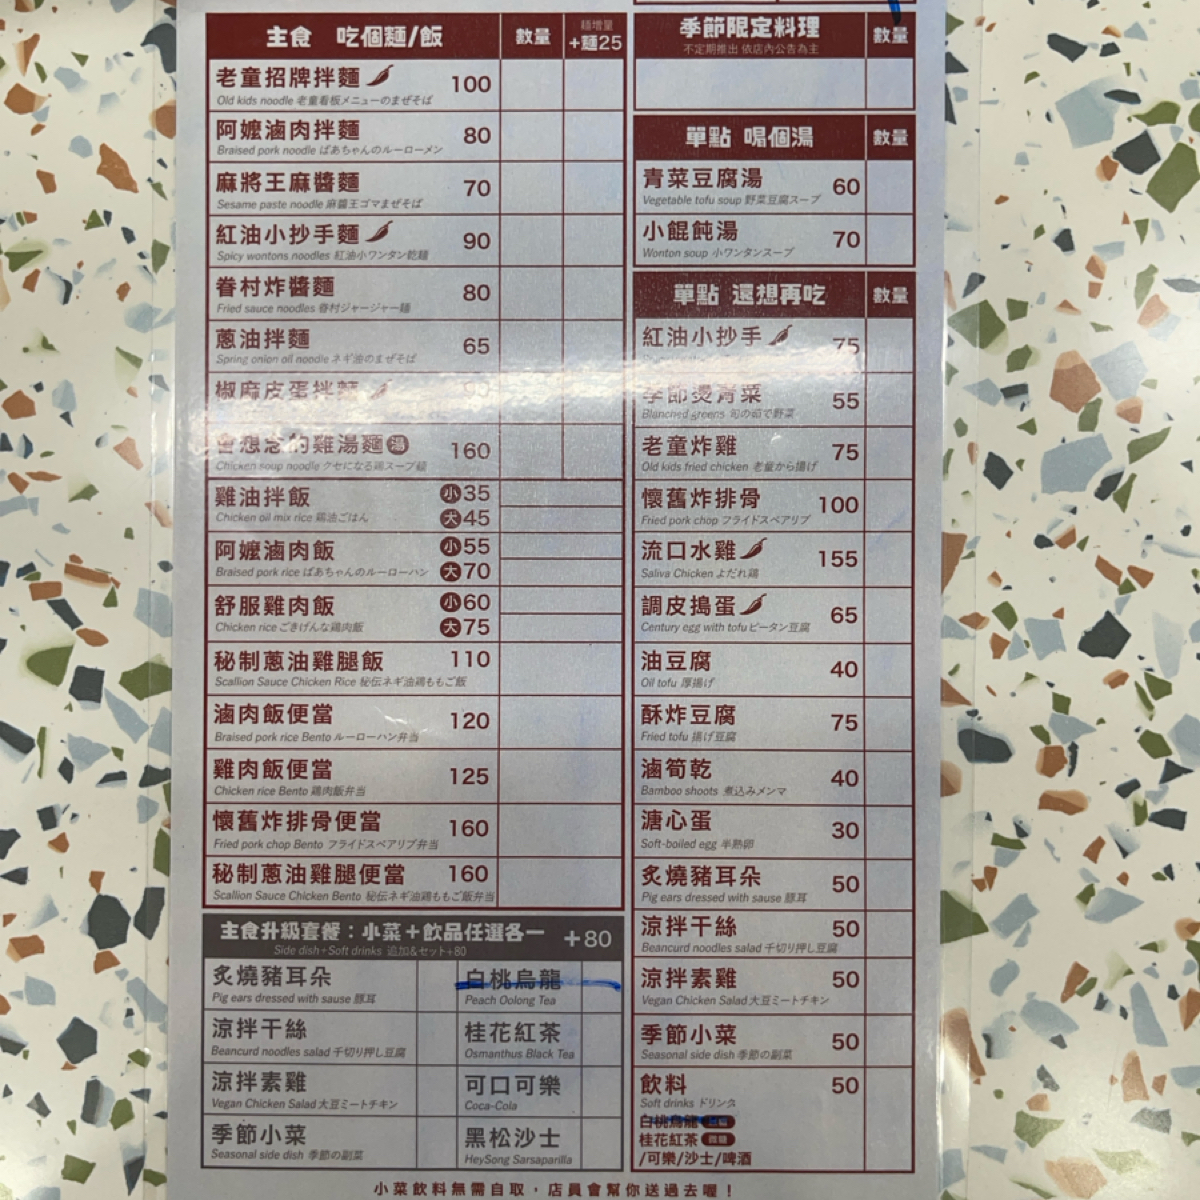 主食 吃個麵/飯 數量 麵增量 +麵25
老童招牌拌麵 100
Old kids noodle 老童看板メニューのまぜそば
阿嬤滷肉拌麵 80
Braised pork noodle ばあちゃんのルーローメン
麻將王麻醬麵 70
Sesame paste noodle 麻醬王ゴマまぜそば
紅油小抄手麵 90
Spicy wontons noodles 紅油小ワンタン乾麵
眷村炸醬麵 80
Fried sauce noodles 眷村ジャージャー麵
蔥油拌麵 65
Spring onion oil noodle ネギ油のまぜそば
椒麻皮蛋拌麵
會想念的雞湯麵 湯 160
Chicken soup noodle クセになる鶏スープ麺
雞油拌飯 小35
Chicken oil mix rice 鶏油ごはん 大45
阿嬤滷肉飯 小55
Braised pork rice ばあちゃんのルーローハン 大70
舒服雞肉飯 小60
Chicken rice ごきげんな鶏肉飯 大75
秘制蔥油雞腿飯 110
Scallion Sauce Chicken Rice 秘伝ネギ油鶏ももご飯
滷肉飯便當 120
Braised pork rice Bento ルーローハン弁当
雞肉飯便當 125
Chicken rice Bento 鶏肉飯弁当
懷舊炸排骨便當 160
Fried pork chop Bento フライドスペアリブ弁当
秘制蔥油雞腿便當 160
Scallion Sauce Chicken Bento 秘伝ネギ油鶏ももご飯弁当
主食升級套餐：小菜＋飲品任選各一 +80
Side dish+Soft drinks 追加&セット+80
炙燒豬耳朵 白桃烏龍
Pig ears dressed with sause 豚耳 Peach Oolong Tea
涼拌干絲 桂花紅茶
Beancurd noodles salad 千切り押し豆腐 Osmanthus Black Tea
涼拌素雞 可口可樂
Vegan Chicken Salad 大豆ミートチキン Coca-Cola
季節小菜 黑松沙士
Seasonal side dish 季節の副菜 HeySong Sarsaparilla
季節限定料理 數量
不定期推出 依店內公告為主
單點 喝個湯 數量
青菜豆腐湯 60
Vegetable tofu soup 野菜豆腐スープ
小餛飩湯 70
Wonton soup 小ワンタンスープ
單點 還想再吃 數量
紅油小抄手 75
季節燙青菜 55
Blanched greens 旬の茹で野菜
老童炸雞 75
Old kids fried chicken 老童から揚げ
懷舊炸排骨 100
Fried pork chop フライドスペアリブ
流口水雞 155
Saliva Chicken よだれ鶏
調皮搗蛋 65
Century egg with tofu ピータン豆腐
油豆腐 40
Oil tofu 厚揚げ
酥炸豆腐 75
Fried tofu 揚げ豆腐
滷筍乾 40
Bamboo shoots 煮込みメンマ
溏心蛋 30
Soft-boiled egg 半熟卵
炙燒豬耳朵 50
Pig ears dressed with sause 豚耳
涼拌干絲 50
Beancurd noodles salad 千切り押し豆腐
涼拌素雞 50
Vegan Chicken Salad 大豆ミートチキン
季節小菜 50
Seasonal side dish 季節の副菜
飲料 50
Soft drinks ドリンク
白桃烏龍
桂花紅茶
/可樂/沙士/啤酒
小菜飲料無需自取，店員會幫你送過去喔！